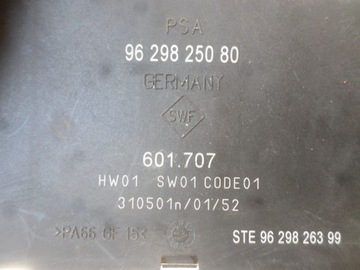 PSA
96 298 250 80
GERMANY
SWF
601.707
HW01 SW01 CODE01
310501n/01/52
>PA66 GF 15<
STE 96 298 263 99